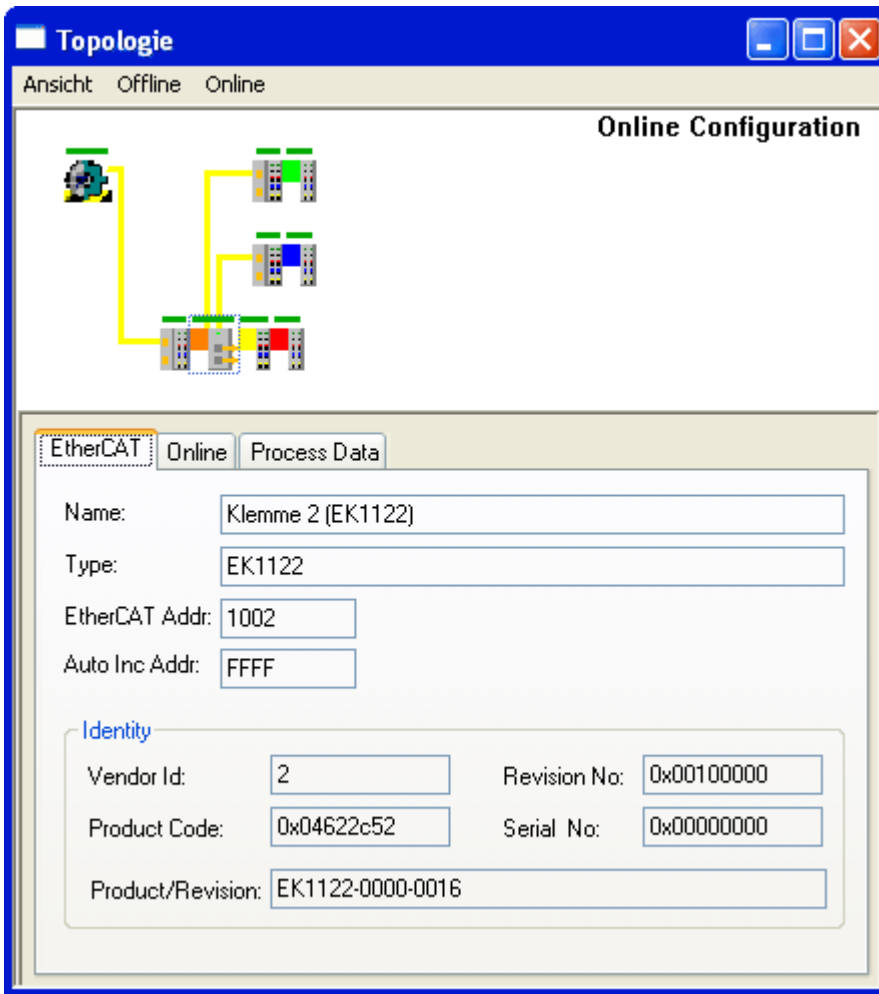 Topologie
Ansicht Offline Online
Online Configuration
EtherCAT Online Process Data
Name: Klemme 2 (EK1122)
Type: EK1122
EtherCAT Addr: 1002
Auto Inc Addr: FFFF
Identity
Vendor Id: 2 Revision No: 0x00100000
Product Code: 0x04622c52 Serial No: 0x00000000
Product/Revision: EK1122-0000-0016